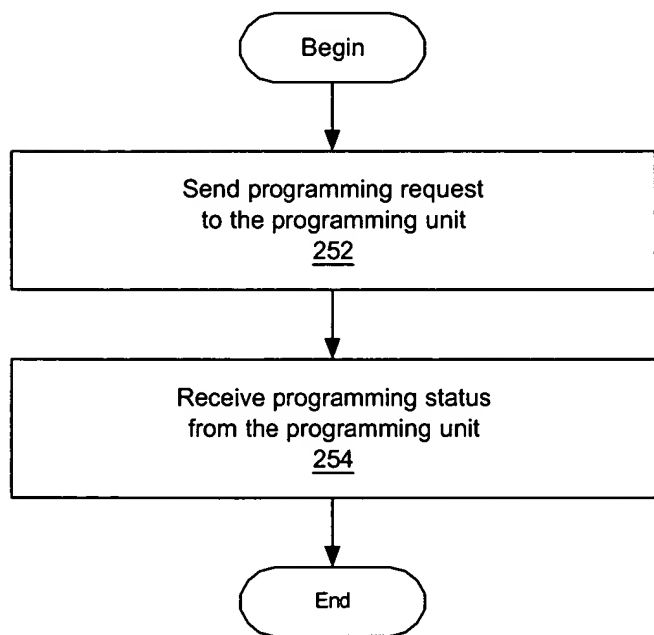 Begin
Send programming request
to the programming unit
252
Receive programming status
from the programming unit
254
End